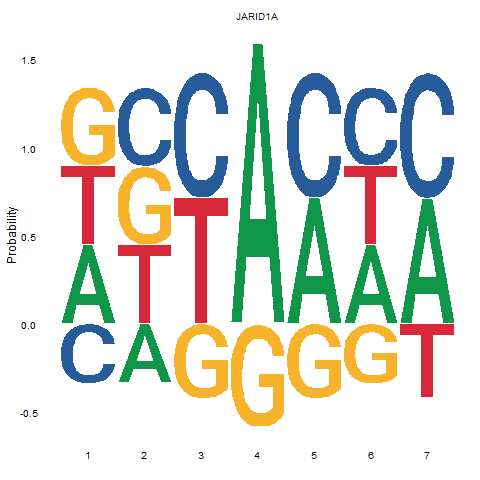 JARID1A
1.5
1.0
0.5
0.0
-0.5
Probability
G C C A C C C
T G T A T A
A T A
C A G G G G T
1 2 3 4 5 6 7